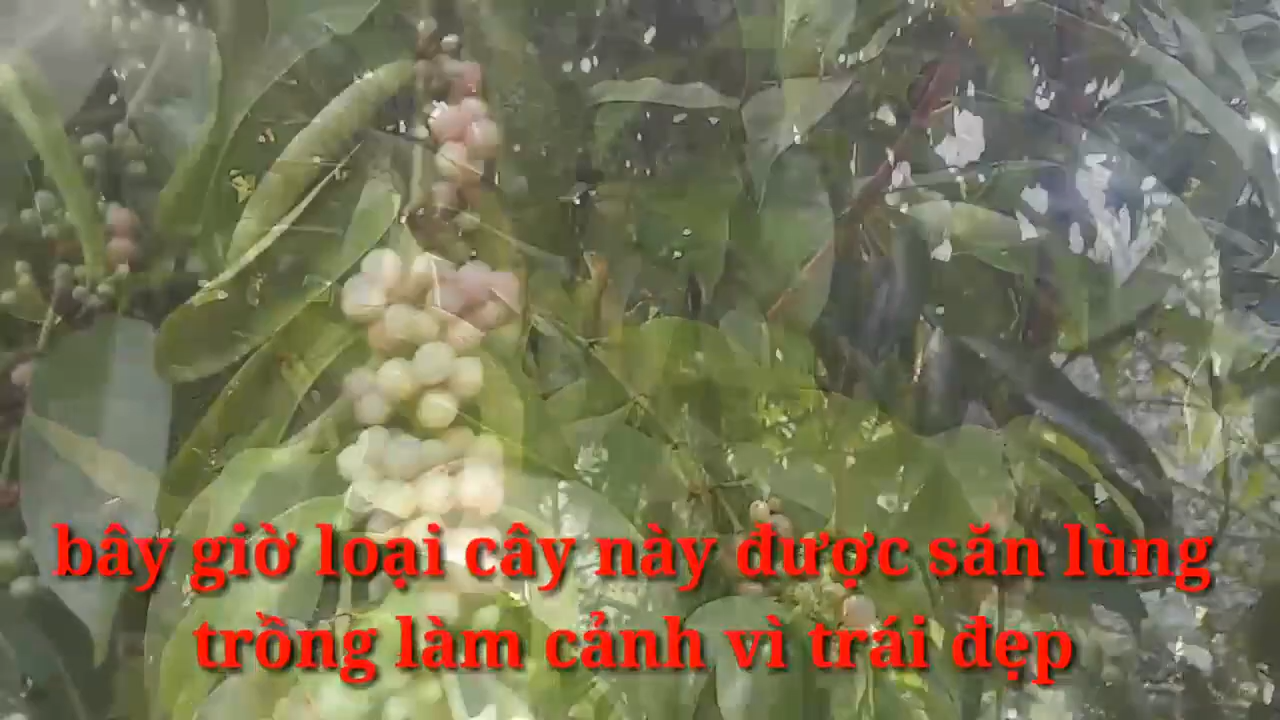 bây giờ loại cây này được săn lùng
trồng làm cảnh vì trái đẹp